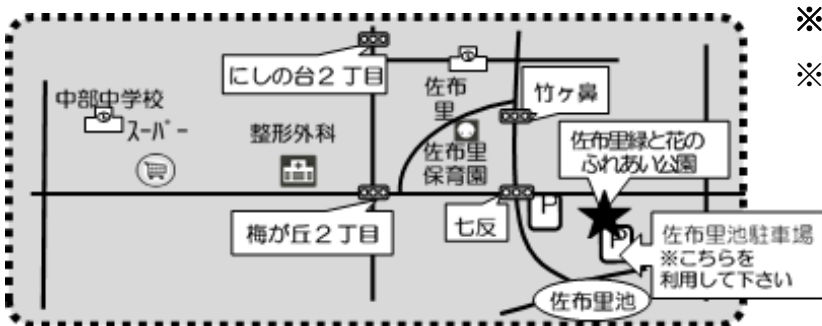 ※
※
にしの台２丁目
佐布
里
竹ヶ鼻
中部中学校
スーパー
整形外科
佐布里
保育園
佐布里緑と花の
ふれあい公園
梅が丘２丁目
七反
P
P
佐布里池駐車場
※こちらを
利用して下さい
佐布里池